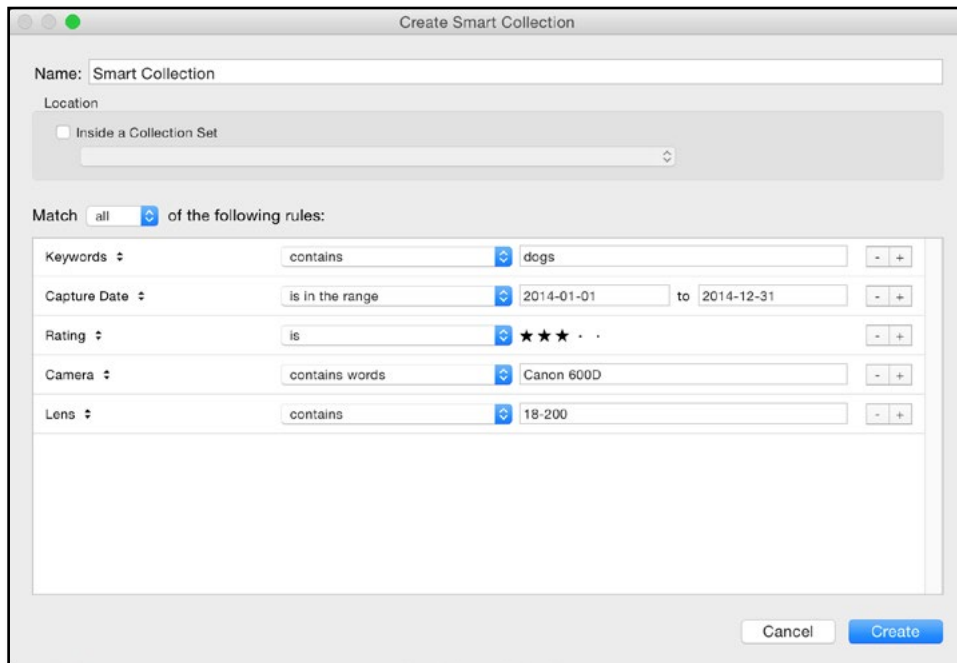 Create Smart Collection
Name: Smart Collection
Location
Inside a Collection Set
Match all of the following rules:
Keywords contains dogs - +
Capture Date is in the range 2014-01-01 to 2014-12-31 - +
Rating is ★★★ · · - +
Camera contains words Canon 600D - +
Lens contains 18-200 - +
Cancel Create